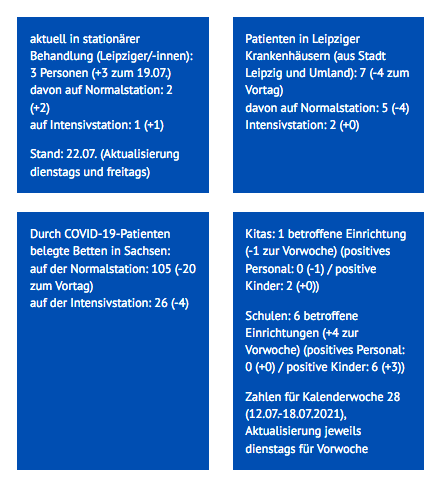 aktuell in stationärer
Behandlung (Leipziger/-innen):
3 Personen (+3 zum 19.07.)
davon auf Normalstation: 2
(+2)
auf Intensivstation: 1 (+1)
Stand: 22.07. (Aktualisierung
dienstags und freitags)
Patienten in Leipziger
Krankenhäusern (aus Stadt
Leipzig und Umland): 7 (-4 zum
Vortag)
davon auf Normalstation: 5 (-4)
Intensivstation: 2 (+0)
Durch COVID-19-Patienten
belegte Betten in Sachsen:
auf der Normalstation: 105 (-20
zum Vortag)
auf der Intensivstation: 26 (-4)
Kitas: 1 betroffene Einrichtung
(-1 zur Vorwoche) (positives
Personal: 0 (-1) / positive
Kinder: 2 (+0))
Schulen: 6 betroffene
Einrichtungen (+4 zur
Vorwoche) (positives Personal:
0 (+0) / positive Kinder: 6 (+3))
Zahlen für Kalenderwoche 28
(12.07.-18.07.2021),
Aktualisierung jeweils
dienstags für Vorwoche